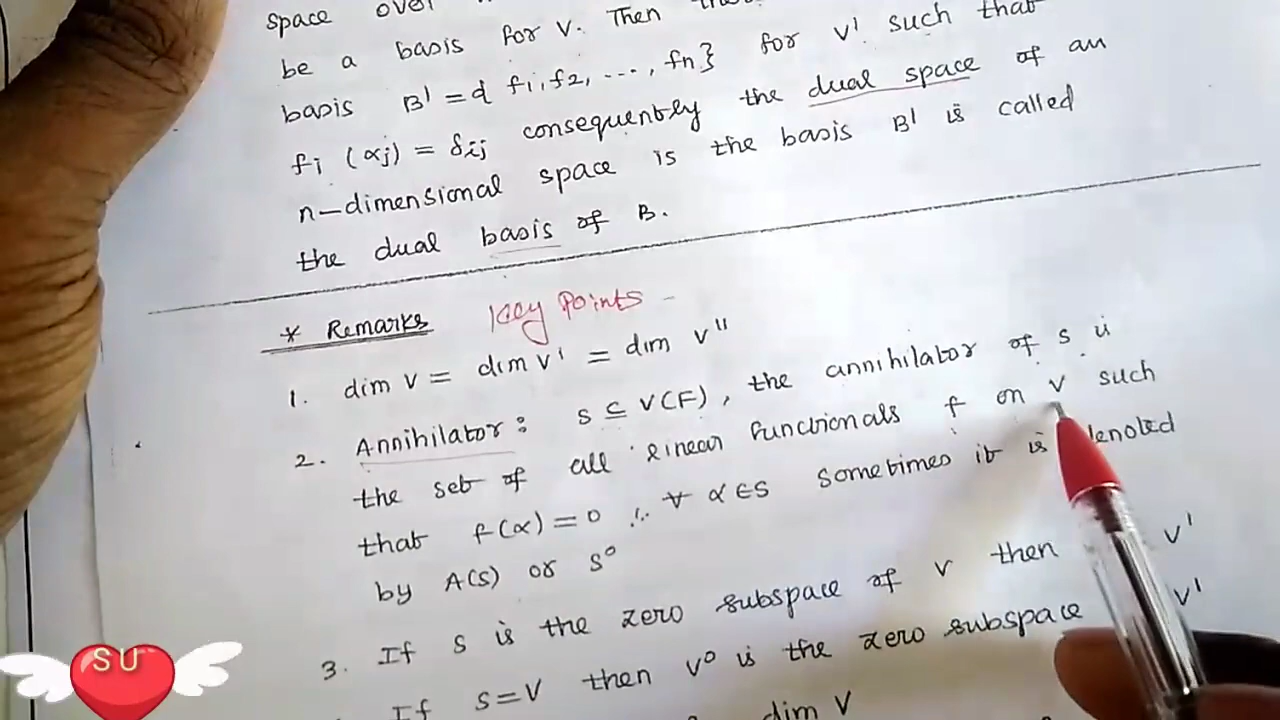 space over
be a basis for V. Then
basis B' = { f1, f2, ..., fn } for V' such that
fi (αj) = δij consequently the dual space of an
n-dimensional space is the basis B' is called
the dual basis of B.
* Remarks Key Points -
1. dim V = dim V' = dim V''
2. Annihilator: S ⊆ V(F), the annihilator of S is
the set of all linear functionals f on V such
that f(α) = 0 ∴ ∀ α ∈ S sometimes it is denoted
by A(S) or S⁰
3. If S is the zero subspace of V then V'
If S = V then V⁰ is the zero subspace V'
dim V
SU